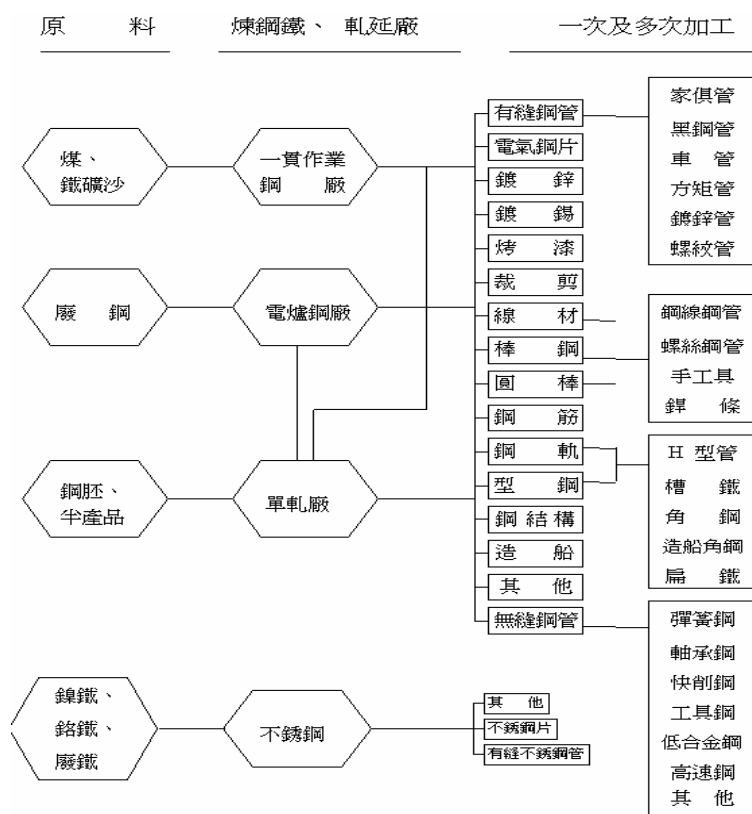 原 料
煉鋼鐵、 軋延廠
一次及多次加工
煤、
鐵礦沙
一貫作業
鋼 廠
廢 鋼
電爐鋼廠
鋼胚、
半產品
單軋廠
鎳鐵、
鉻鐵、
廢鐵
不銹鋼
有縫鋼管
電氣鋼片
鍍 鋅
鍍 錫
烤 漆
裁 剪
線 材
棒 鋼
圓 棒
鋼 筋
鋼 軌
型 鋼
鋼 結 構
造 船
其 他
無縫鋼管
其 他
不銹鋼片
有縫不銹鋼管
家俱管
黑鋼管
車 管
方矩管
鍍鋅管
螺紋管
鋼線鋼管
螺絲鋼管
手工具
銲 條
H 型管
槽 鐵
角 鋼
造船角鋼
扁 鐵
彈簧鋼
軸承鋼
快削鋼
工具鋼
低合金鋼
高速鋼
其 他